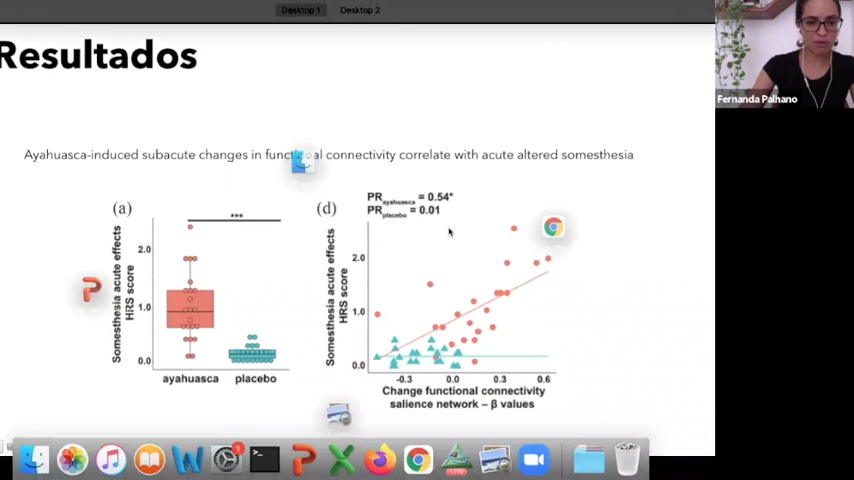 Desktop 1 Desktop 2
Resultados
Fernanda Palhano
Ayahuasca-induced subacute changes in functional connectivity correlate with acute altered somesthesia
(a)
***
Somesthesia acute effects
HRS score
2.0
1.0
0.0
ayahuasca placebo
(d)
PRayahuasca = 0.54*
PRplacebo = 0.01
Somesthesia acute effects
HRS score
2.0
1.0
0.0
-0.3 0.0 0.3 0.6
Change functional connectivity
salience network – β values
1
LITE